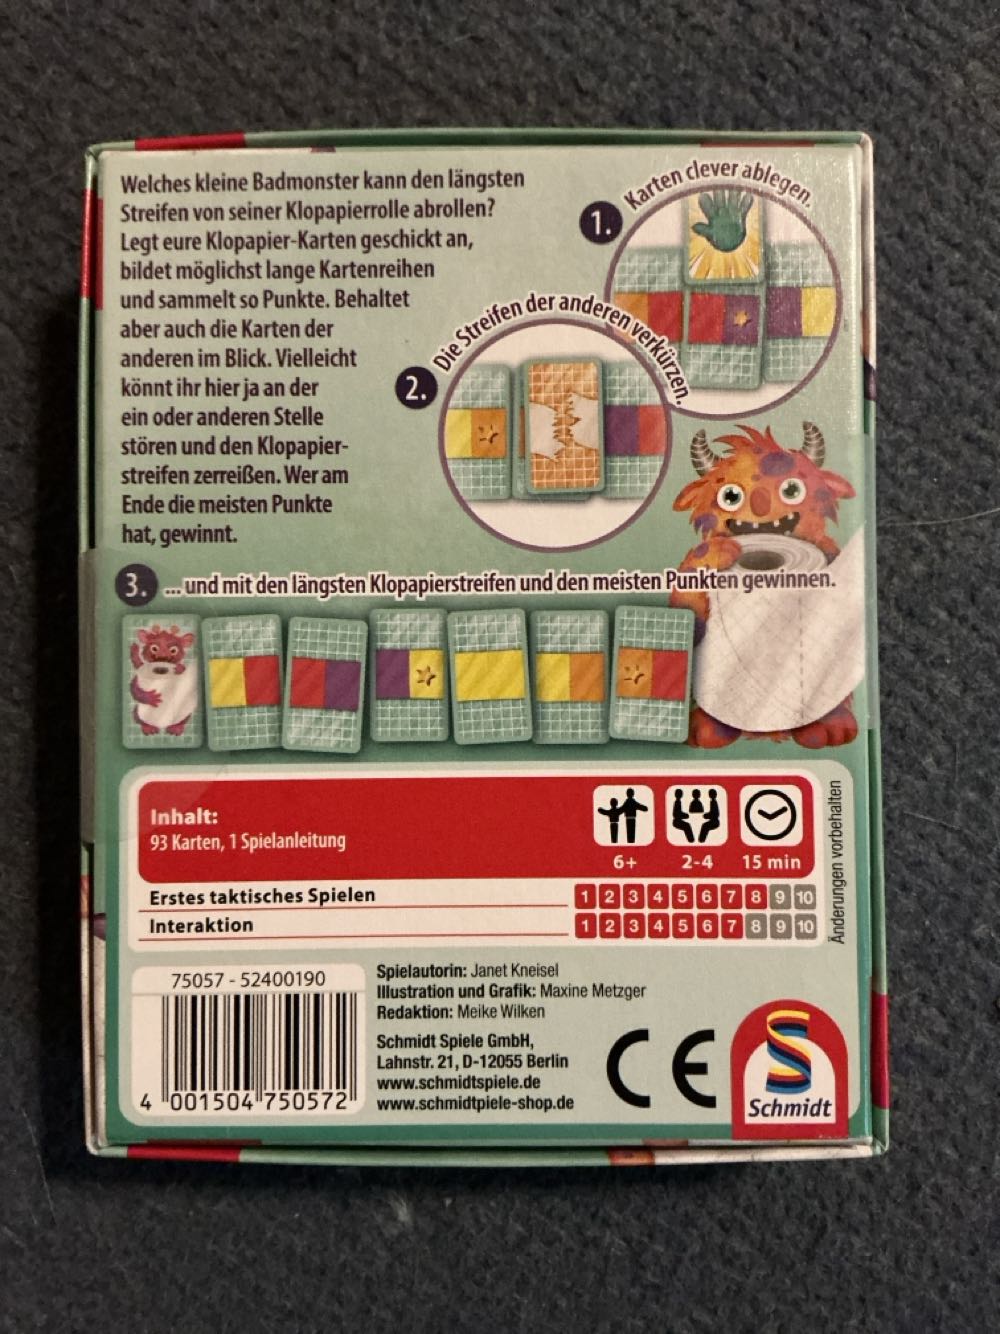 Welches kleine Badmonster kann den längsten
Streifen von seiner Klopapierrolle abrollen?
Legt eure Klopapier-Karten geschickt an,
bildet möglichst lange Kartenreihen
und sammelt so Punkte. Behaltet
aber auch die Karten der
anderen im Blick. Vielleicht
könnt ihr hier ja an der
ein oder anderen Stelle
stören und den Klopapier-
streifen zerreißen. Wer am
Ende die meisten Punkte
hat, gewinnt.
1. Karten clever ablegen.
2. Die Streifen der anderen verkürzen.
3. ... und mit den längsten Klopapierstreifen und den meisten Punkten gewinnen.
Inhalt:
93 Karten, 1 Spielanleitung
6+ 2-4 15 min
Erstes taktisches Spielen 1 2 3 4 5 6 7 8 9 10
Interaktion 1 2 3 4 5 6 7 8 9 10
Änderungen vorbehalten
75057 - 52400190
4 001504 750572
Spielautorin: Janet Kneisel
Illustration und Grafik: Maxine Metzger
Redaktion: Meike Wilken
Schmidt Spiele GmbH,
Lahnstr. 21, D-12055 Berlin
www.schmidtspiele.de
www.schmidtpiele-shop.de
CE
Schmidt